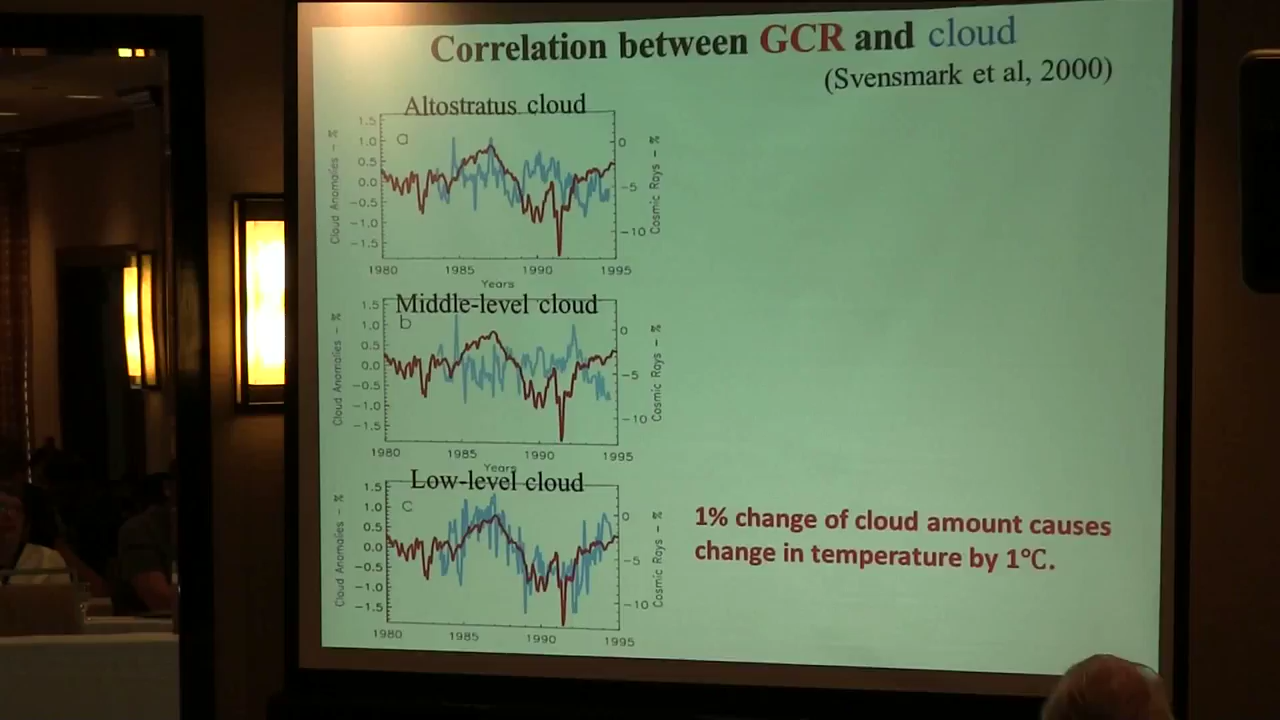 Correlation between GCR and cloud
(Svensmark et al, 2000)
Altostratus cloud
a
1.5
1.0
0.5
0.0
−0.5
−1.0
−1.5
Cloud Anomalies − %
0
−5
−10
Cosmic Rays − %
1980 1985 1990 1995
Years
Middle-level cloud
b
1.5
1.0
0.5
0.0
−0.5
−1.0
−1.5
Cloud Anomalies − %
0
−5
−10
Cosmic Rays − %
1980 1985 1990 1995
Years
Low-level cloud
c
1.5
1.0
0.5
0.0
−0.5
−1.0
−1.5
Cloud Anomalies − %
0
−5
−10
Cosmic Rays − %
1980 1985 1990 1995
1% change of cloud amount causes
change in temperature by 1°C.